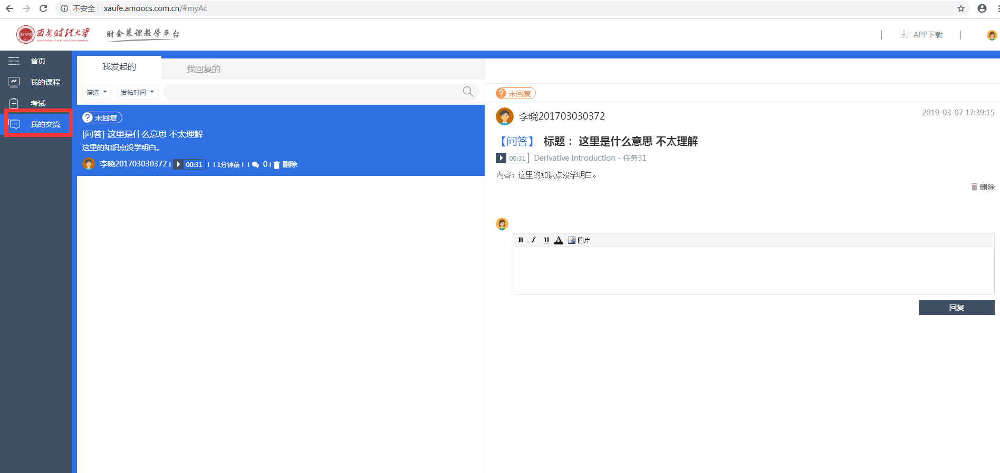 不安全 xaufe.amoocs.com.cn/#myAc
XUFE 西安财经大学 财金慕课教学平台
XI'AN UNIVERSITY OF FINANCE AND ECONOMICS
APP下载
首页
我的课程
考试
我的交流
我发起的 我回复的
筛选 发帖时间
? 未回复
[问答] 这里是什么意思 不太理解
这里的知识点没学明白。
李晓201703030372 00:31 1分钟前 0 删除
? 未回复
李晓201703030372 2019-03-07 17:39:15
【问答】 标题： 这里是什么意思 不太理解
00:31 Derivative Introduction - 任务31
内容：这里的知识点没学明白。
删除
B I U A 图片
回复